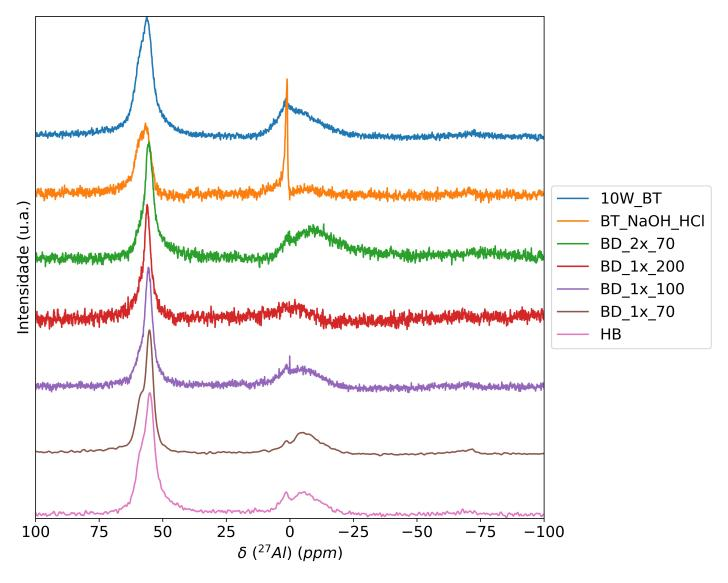 Intensidade (u.a.)
100 75 50 25 0 −25 −50 −75 −100
δ (²⁷Al) (ppm)
10W_BT
BT_NaOH_HCl
BD_2x_70
BD_1x_200
BD_1x_100
BD_1x_70
HB